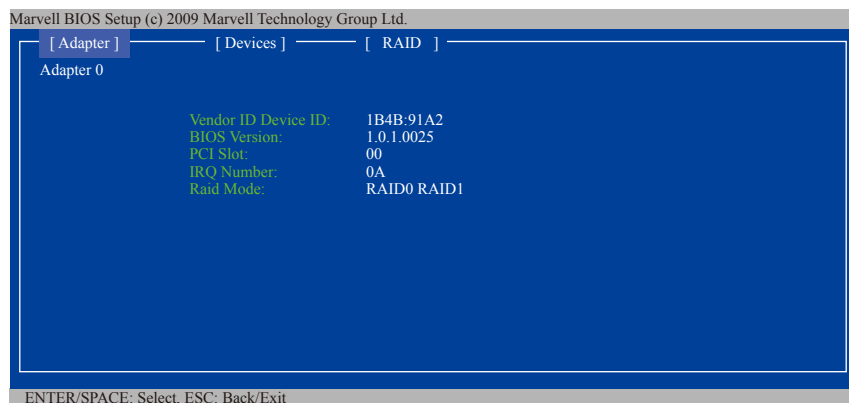 Marvell BIOS Setup (c) 2009 Marvell Technology Group Ltd.
[ Adapter ] [ Devices ] [ RAID ]
Adapter 0
Vendor ID Device ID: 1B4B:91A2
BIOS Version: 1.0.1.0025
PCI Slot: 00
IRQ Number: 0A
Raid Mode: RAID0 RAID1
ENTER/SPACE: Select, ESC: Back/Exit